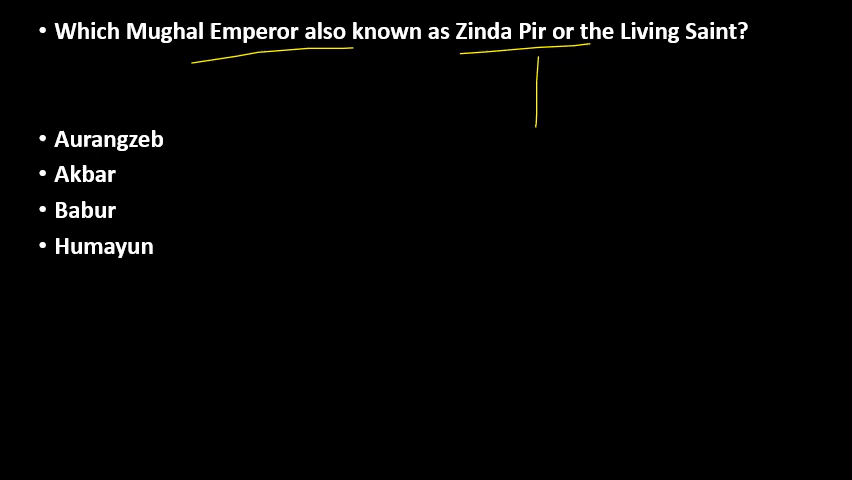 • Which Mughal Emperor also known as Zinda Pir or the Living Saint?
• Aurangzeb
• Akbar
• Babur
• Humayun